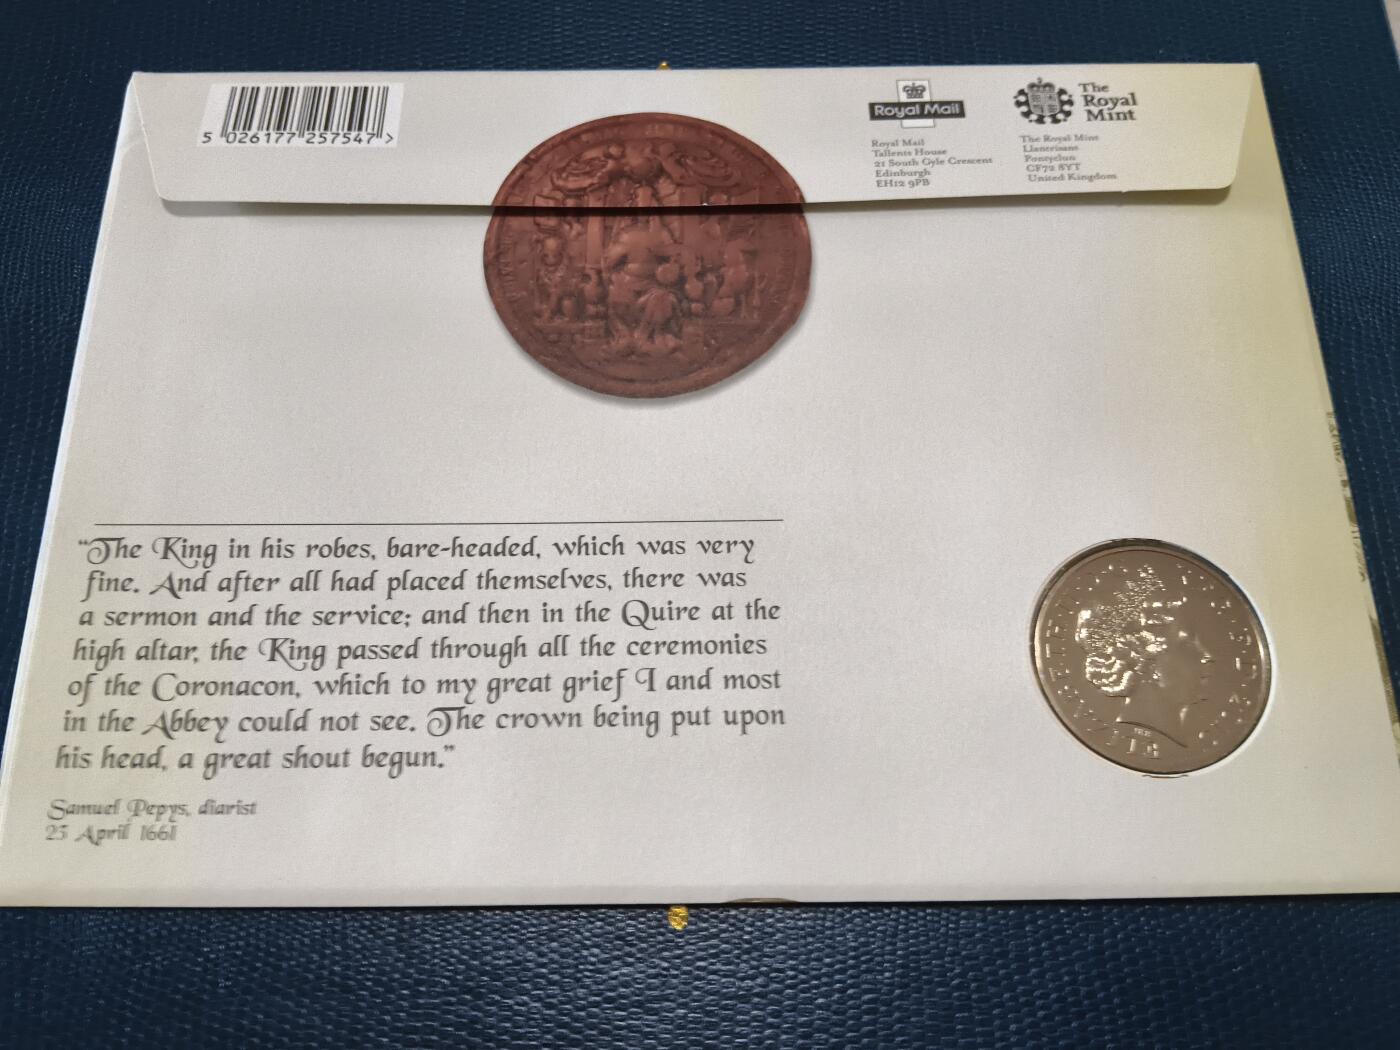 5 026177 257547 >
Royal Mail
Royal Mail
Tallents House
21 South Gyle Crescent
Edinburgh
EH12 9PB
The
Royal
Mint
The Royal Mint
Llantrisant
Pontyclun
CF72 8YT
United Kingdom
“The King in his robes, bare-headed, which was very
fine. And after all had placed themselves, there was
a sermon and the service; and then in the Quire at the
high altar, the King passed through all the ceremonies
of the Coronacon, which to my great grief I and most
in the Abbey could not see. The crown being put upon
his head, a great shout begun.”
Samuel Pepys, diarist
23 April 1661
ELIZABETH II